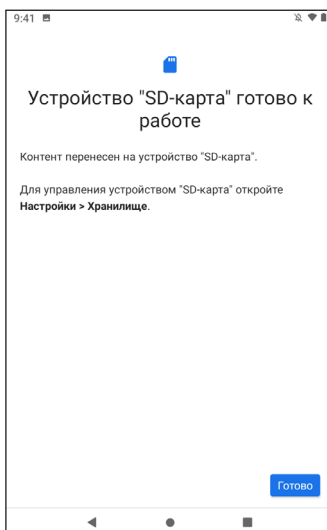 9:41
Устройство "SD-карта" готово к
работе
Контент перенесен на устройство "SD-карта".
Для управления устройством "SD-карта" откройте
Настройки > Хранилище.
Готово